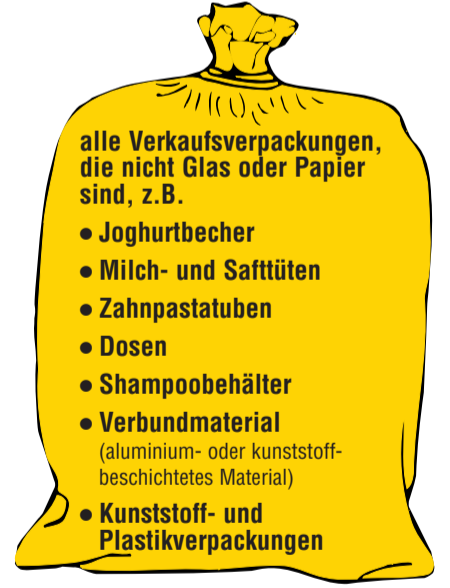 alle Verkaufsverpackungen,
die nicht Glas oder Papier
sind, z.B.
● Joghurtbecher
● Milch- und Safttüten
● Zahnpastatuben
● Dosen
● Shampoobehälter
● Verbundmaterial
(aluminium- oder kunststoff-
beschichtetes Material)
● Kunststoff- und
Plastikverpackungen